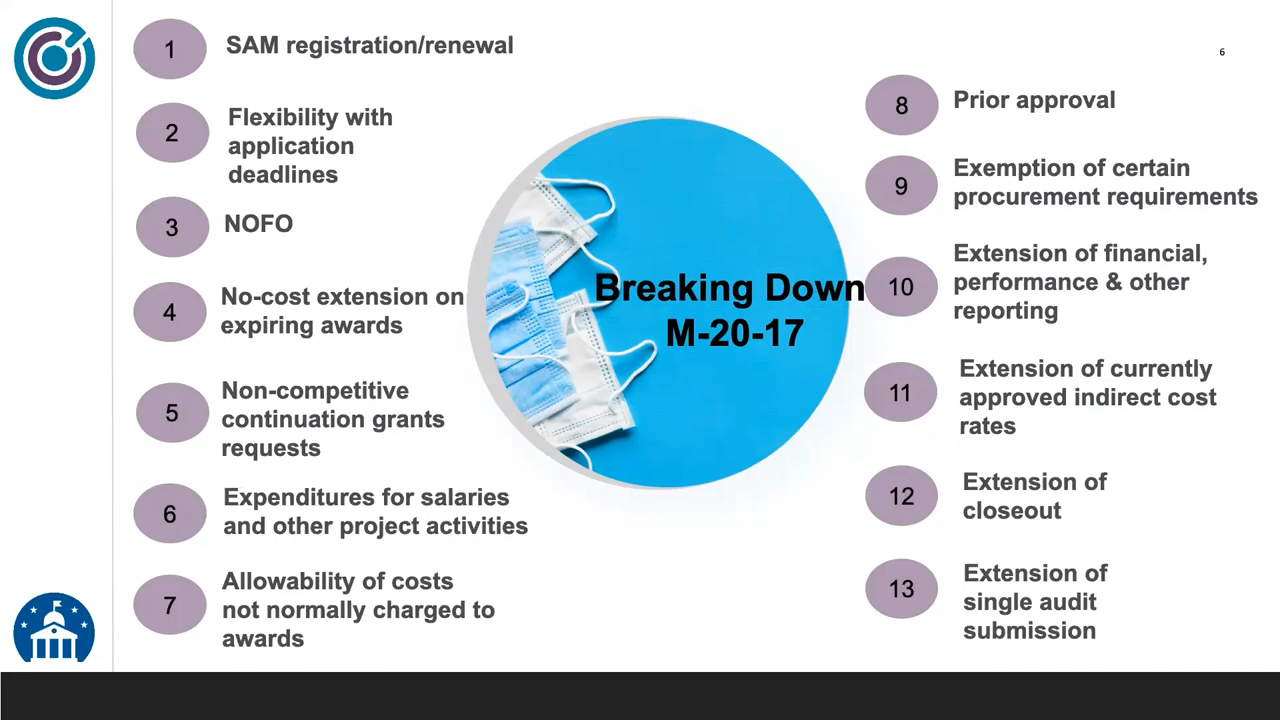 1
SAM registration/renewal
2
Flexibility with
application
deadlines
3
NOFO
4
No-cost extension on
expiring awards
5
Non-competitive
continuation grants
requests
6
Expenditures for salaries
and other project activities
7
Allowability of costs
not normally charged to
awards
Breaking Down
M-20-17
6
8
Prior approval
9
Exemption of certain
procurement requirements
10
Extension of financial,
performance & other
reporting
11
Extension of currently
approved indirect cost
rates
12
Extension of
closeout
13
Extension of
single audit
submission